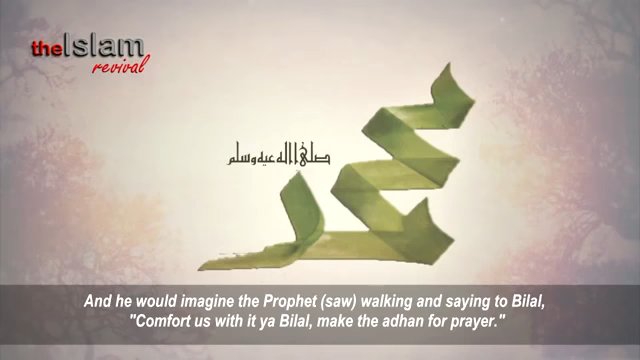 theIslam
revival
صلى الله عليه وسلم
محمد
And he would imagine the Prophet (saw) walking and saying to Bilal,
"Comfort us with it ya Bilal, make the adhan for prayer."